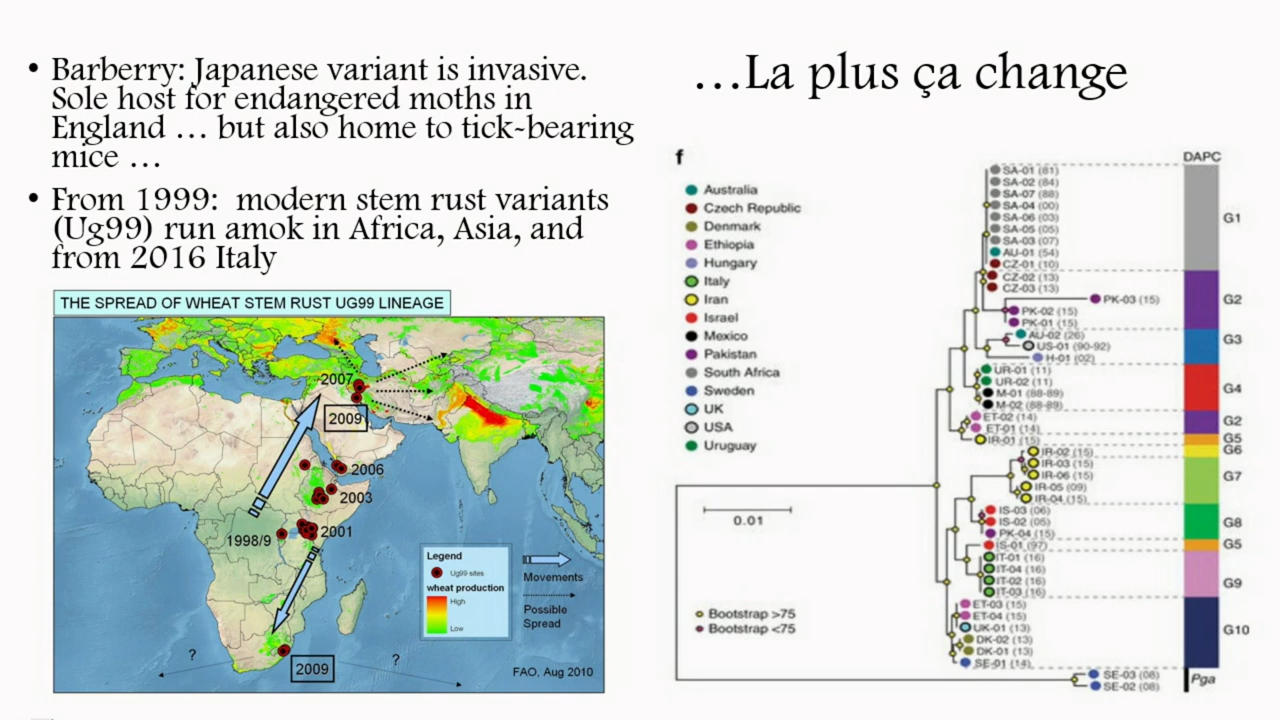 • Barberry: Japanese variant is invasive.
Sole host for endangered moths in
England … but also home to tick-bearing
mice …
• From 1999: modern stem rust variants
(Ug99) run amok in Africa, Asia, and
from 2016 Italy
THE SPREAD OF WHEAT STEM RUST UG99 LINEAGE
2007
2009
2006
2003
2001
1998/9
Legend
Ug99 sites
wheat production
High
Low
Movements
Possible
Spread
?
?
2009
FAO, Aug 2010
…La plus ça change
f
Australia
Czech Republic
Denmark
Ethiopia
Hungary
Italy
Iran
Israel
Mexico
Pakistan
South Africa
Sweden
UK
USA
Uruguay
0.01
Bootstrap >75
Bootstrap <75
DAPC
SA-01 (81)
SA-02 (84)
SA-07 (88)
SA-04 (00)
SA-06 (03)
SA-05 (05)
SA-03 (07)
AU-01 (54)
CZ-01 (10)
CZ-02 (13)
CZ-03 (13)
PK-03 (15)
PK-02 (15)
PK-01 (15)
AU-02 (26)
US-01 (90-92)
H-01 (02)
UR-01 (11)
UR-02 (11)
M-01 (88-89)
M-02 (88-89)
ET-02 (14)
ET-01 (14)
IR-01 (15)
IR-02 (15)
IR-03 (15)
IR-06 (15)
IR-05 (09)
IR-04 (15)
IS-03 (06)
IS-02 (05)
PK-04 (15)
IS-01 (97)
IT-01 (16)
IT-04 (16)
IT-02 (16)
IT-03 (16)
ET-03 (15)
ET-04 (15)
UK-01 (13)
DK-02 (13)
DK-01 (13)
SE-01 (14)
SE-03 (08)
SE-02 (08)
G1
G2
G3
G4
G2
G5
G6
G7
G8
G5
G9
G10
Pga